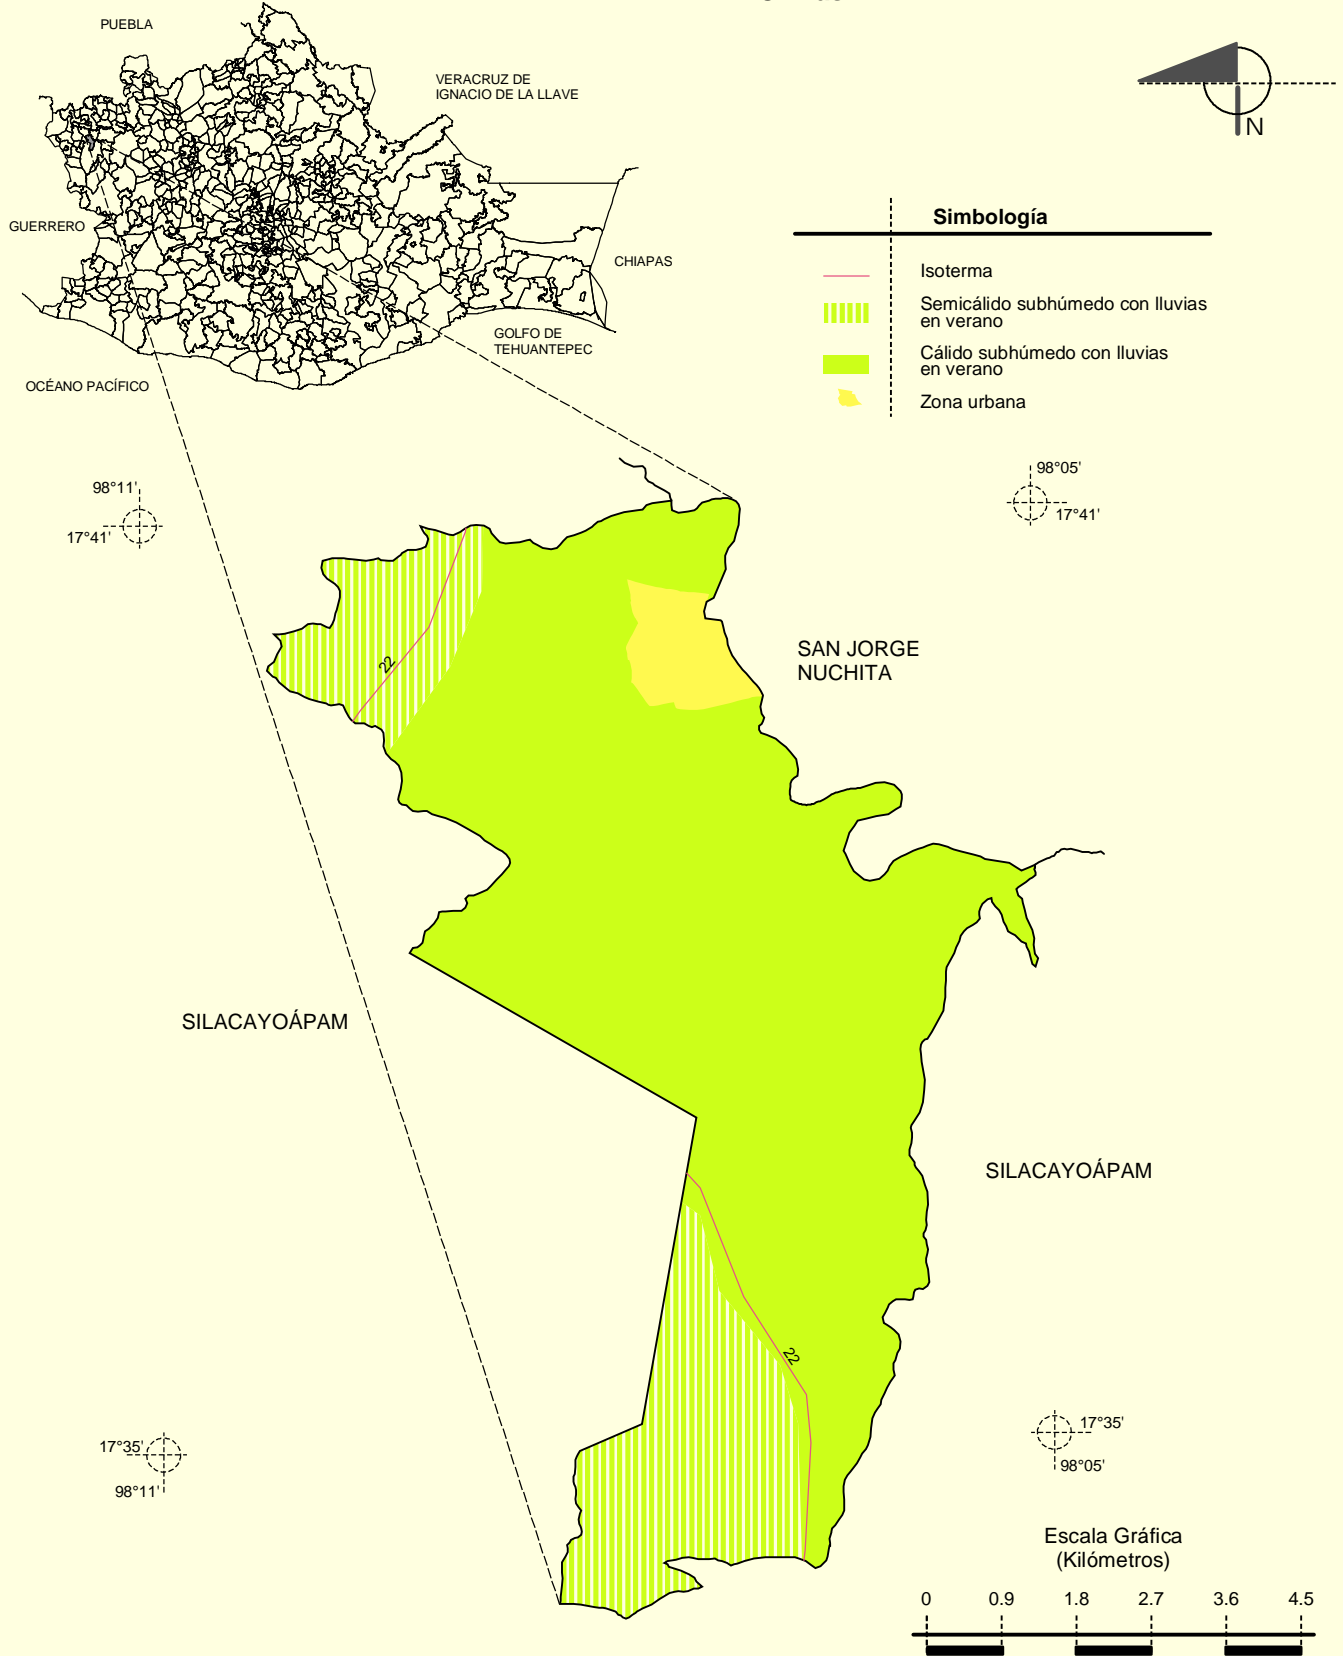 PUEBLA
VERACRUZ DE
IGNACIO DE LA LLAVE
N
GUERRERO
CHIAPAS
GOLFO DE
TEHUANTEPEC
OCÉANO PACÍFICO
Simbología
Isoterma
Semicálido subhúmedo con lluvias
en verano
Cálido subhúmedo con lluvias
en verano
Zona urbana
98°11'
17°41'
98°05'
17°41'
22
SAN JORGE
NUCHITA
SILACAYOÁPAM
SILACAYOÁPAM
22
17°35'
98°11'
17°35'
98°05'
Escala Gráfica
(Kilómetros)
0 0.9 1.8 2.7 3.6 4.5